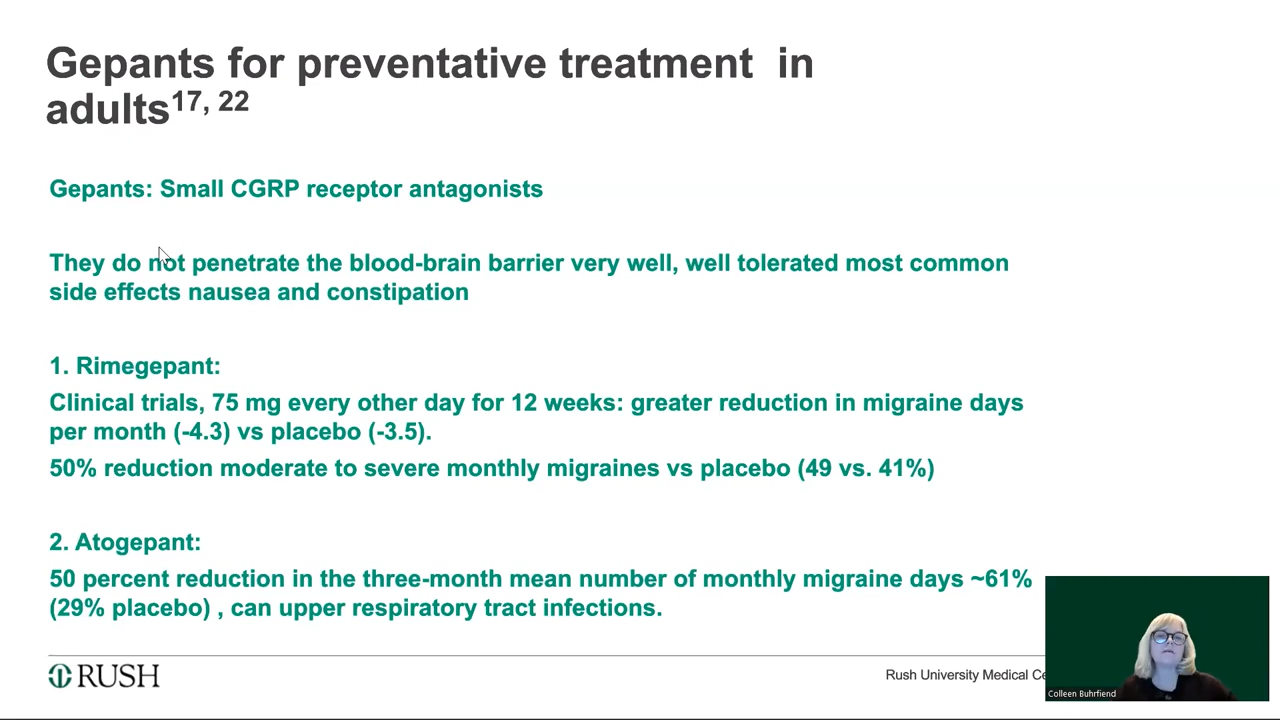 Gepants for preventative treatment in
adults17, 22
Gepants: Small CGRP receptor antagonists
They do not penetrate the blood-brain barrier very well, well tolerated most common
side effects nausea and constipation
1. Rimegepant:
Clinical trials, 75 mg every other day for 12 weeks: greater reduction in migraine days
per month (-4.3) vs placebo (-3.5).
50% reduction moderate to severe monthly migraines vs placebo (49 vs. 41%)
2. Atogepant:
50 percent reduction in the three-month mean number of monthly migraine days ~61%
(29% placebo) , can upper respiratory tract infections.
RUSH
Rush University Medical Ce
Colleen Buhrfiend